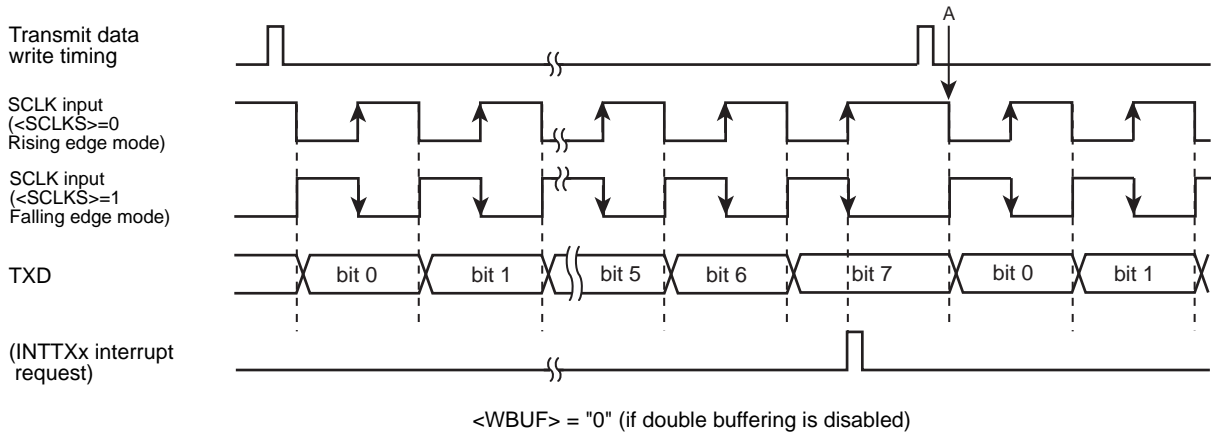 A
Transmit data
write timing
SCLK input
(<SCLKS>=0
Rising edge mode)
SCLK input
(<SCLKS>=1
Falling edge mode)
TXD
bit 0
bit 1
bit 5
bit 6
bit 7
bit 0
bit 1
(INTTXx interrupt
request)
<WBUF> = "0" (if double buffering is disabled)